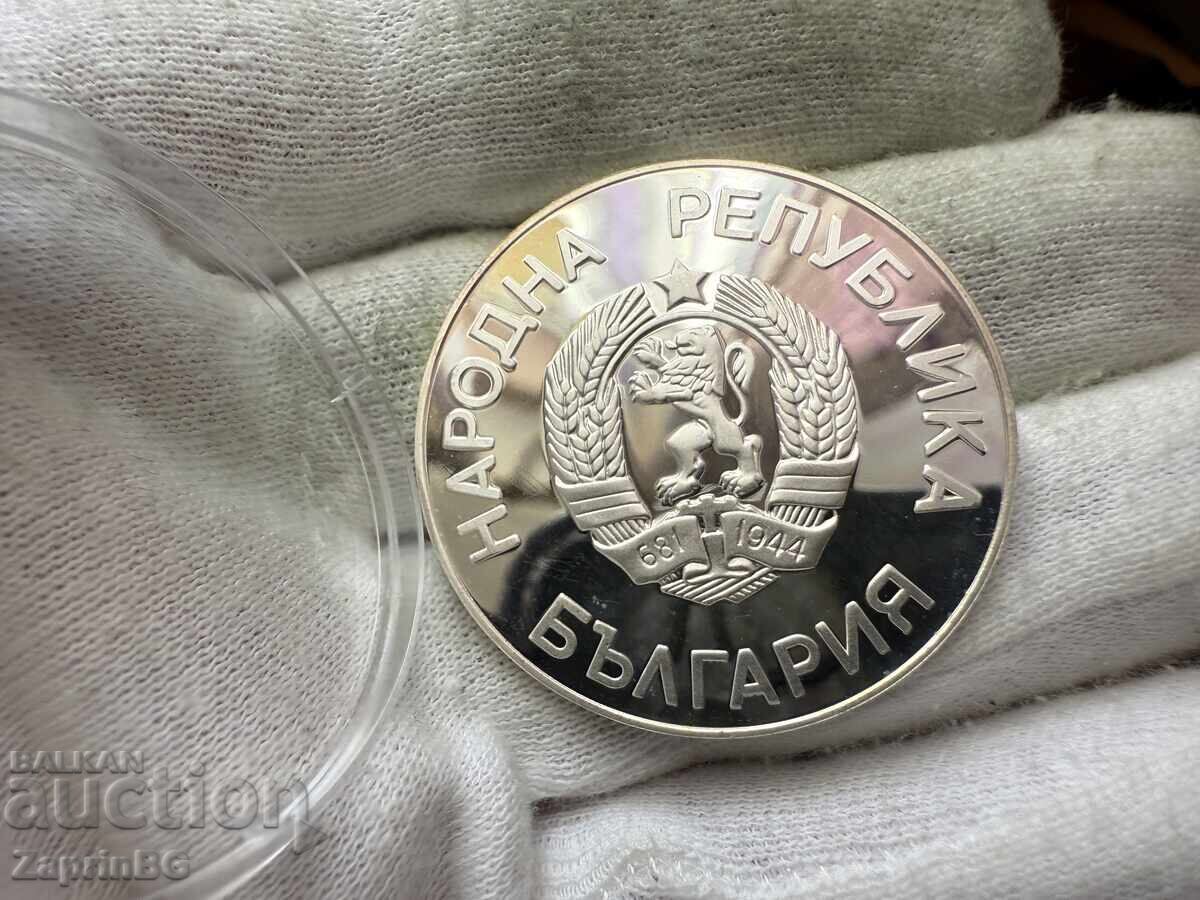 НАРОДНА РЕПУБЛИКА
БЪЛГАРИЯ
681 1944
BALKAN
auction
ZaprinBG